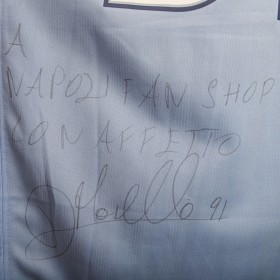 A
NAPOLI FAN SHOP
CON AFFETTO
91